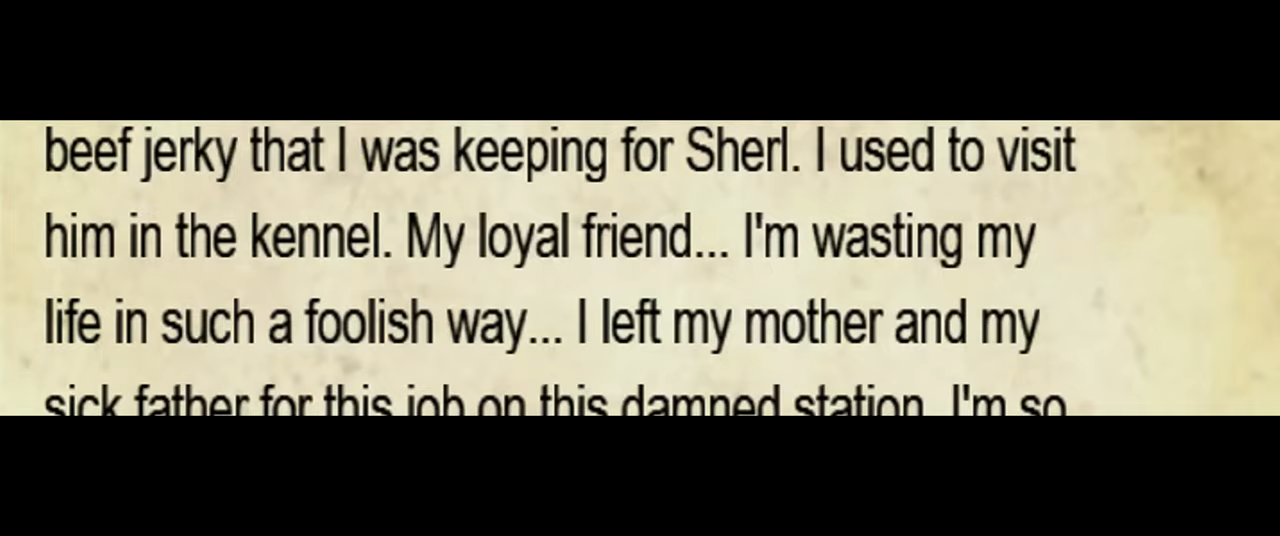 beef jerky that I was keeping for Sherl. I used to visit
him in the kennel. My loyal friend... I'm wasting my
life in such a foolish way... I left my mother and my
sick father for this job on this damned station. I'm so